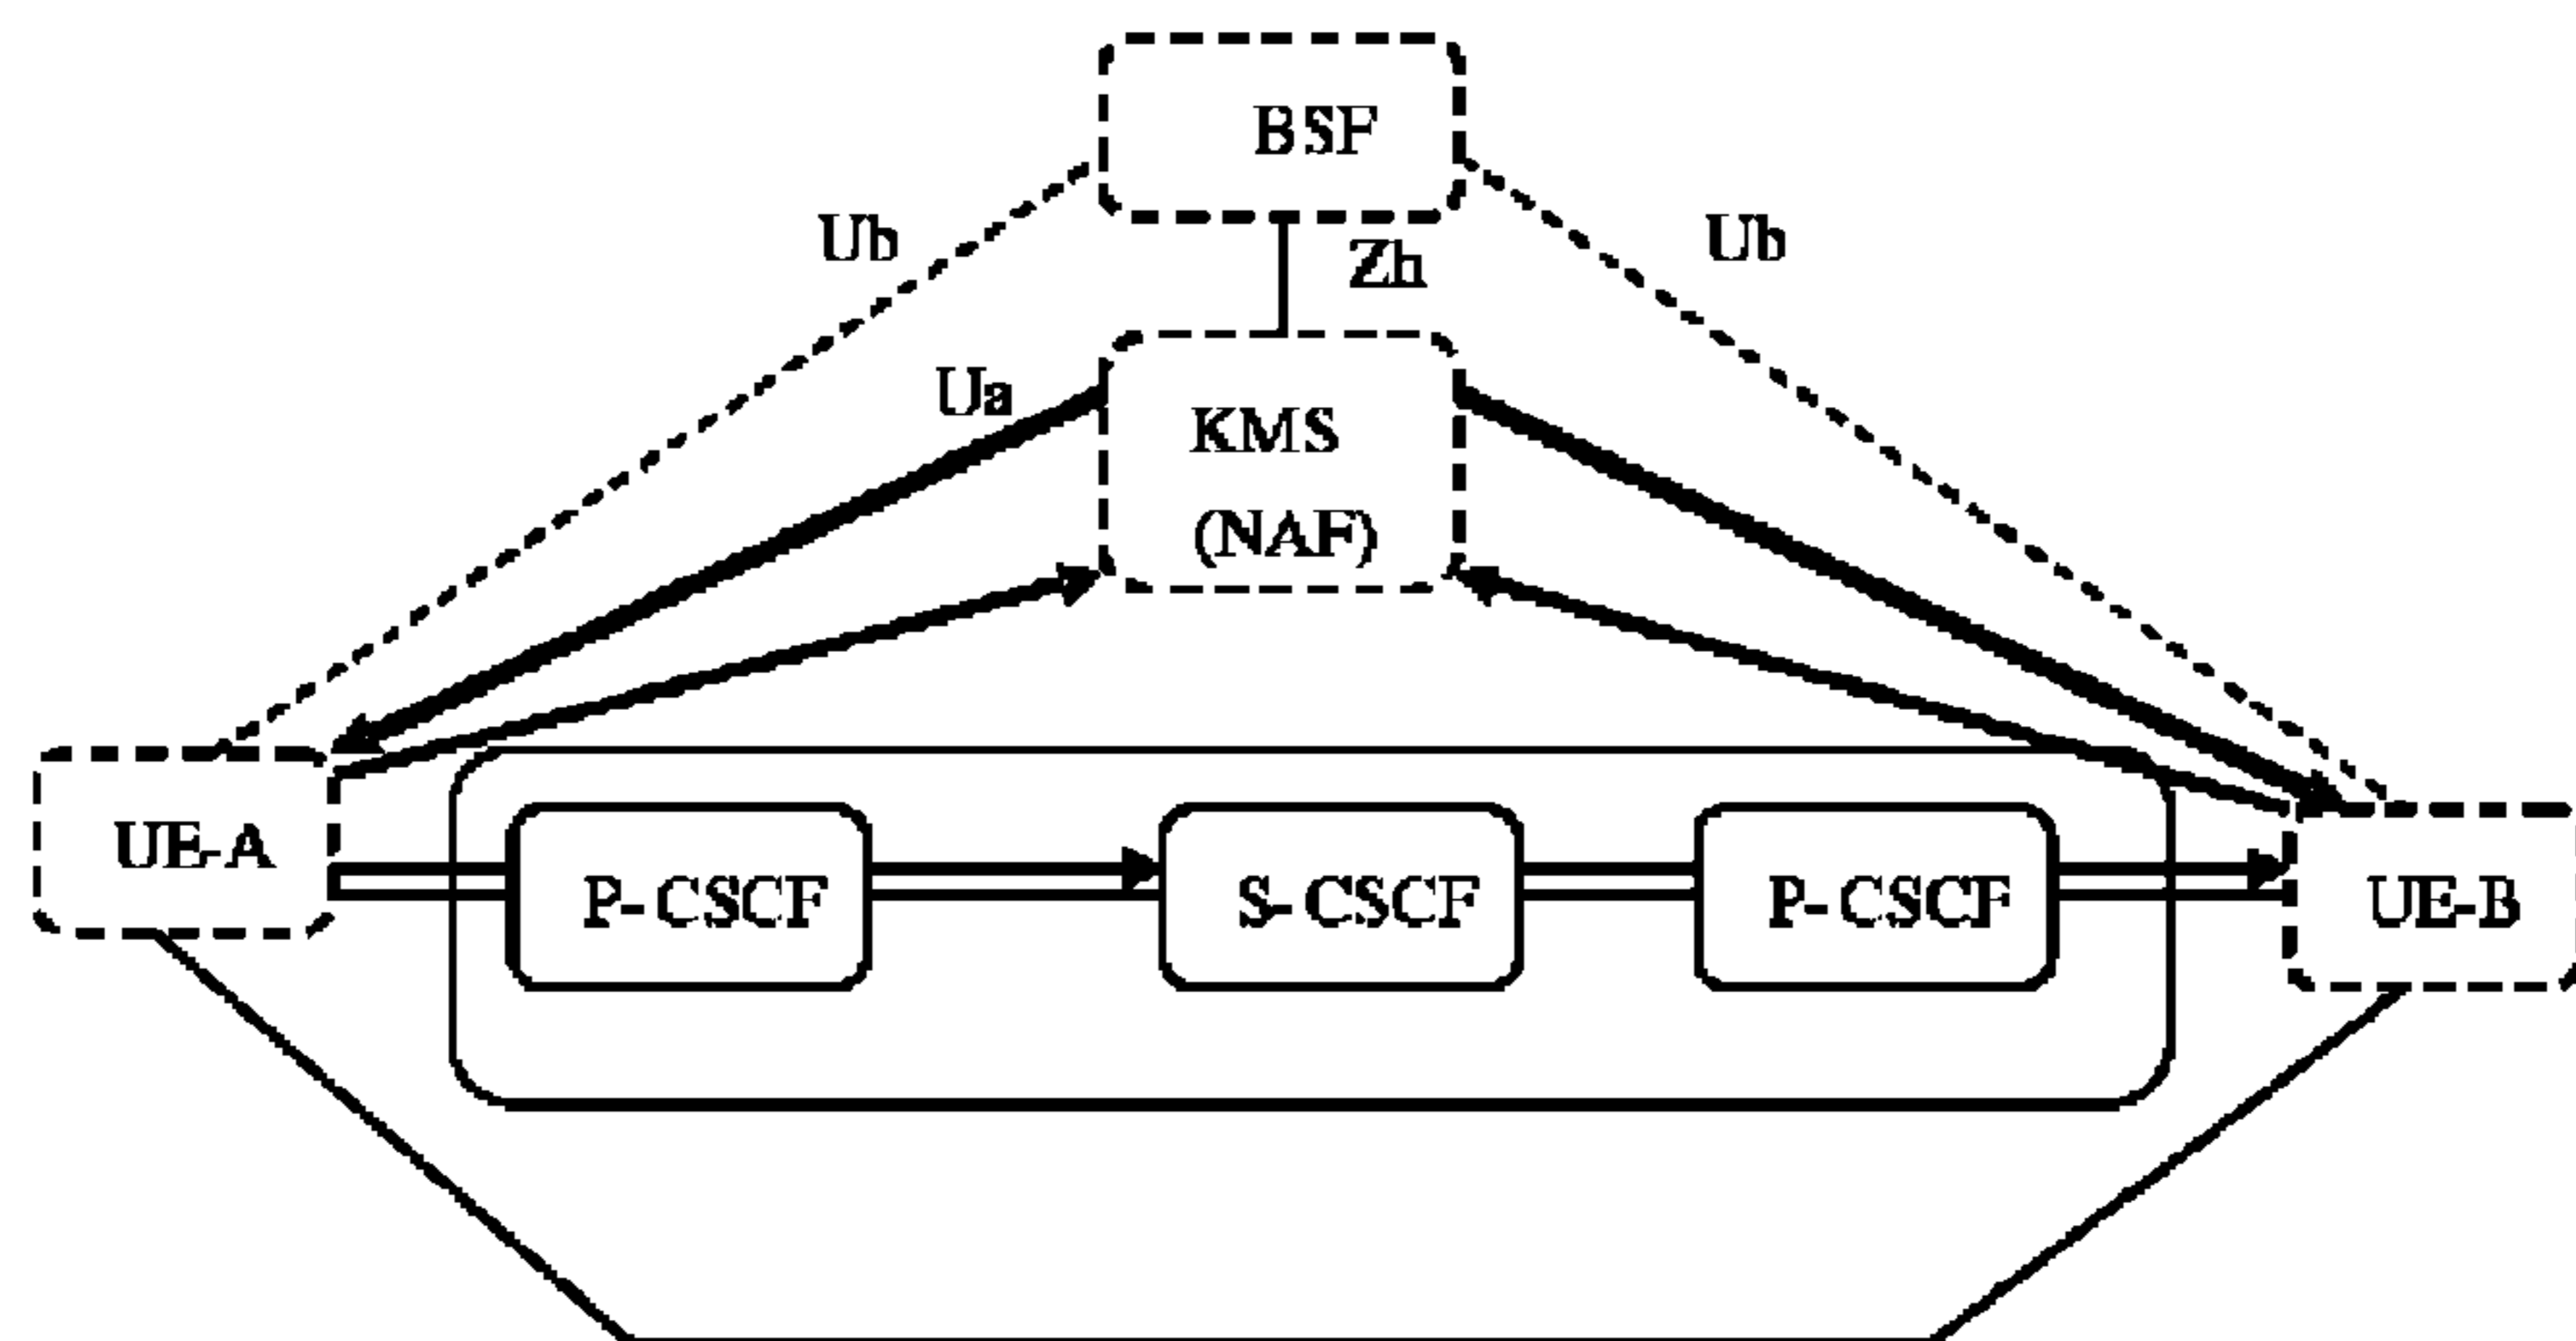 BSF
Ub
Ub
Zh
Ua
KMS
(NAF)
UE-A
P-CSCF
S-CSCF
P-CSCF
UE-B